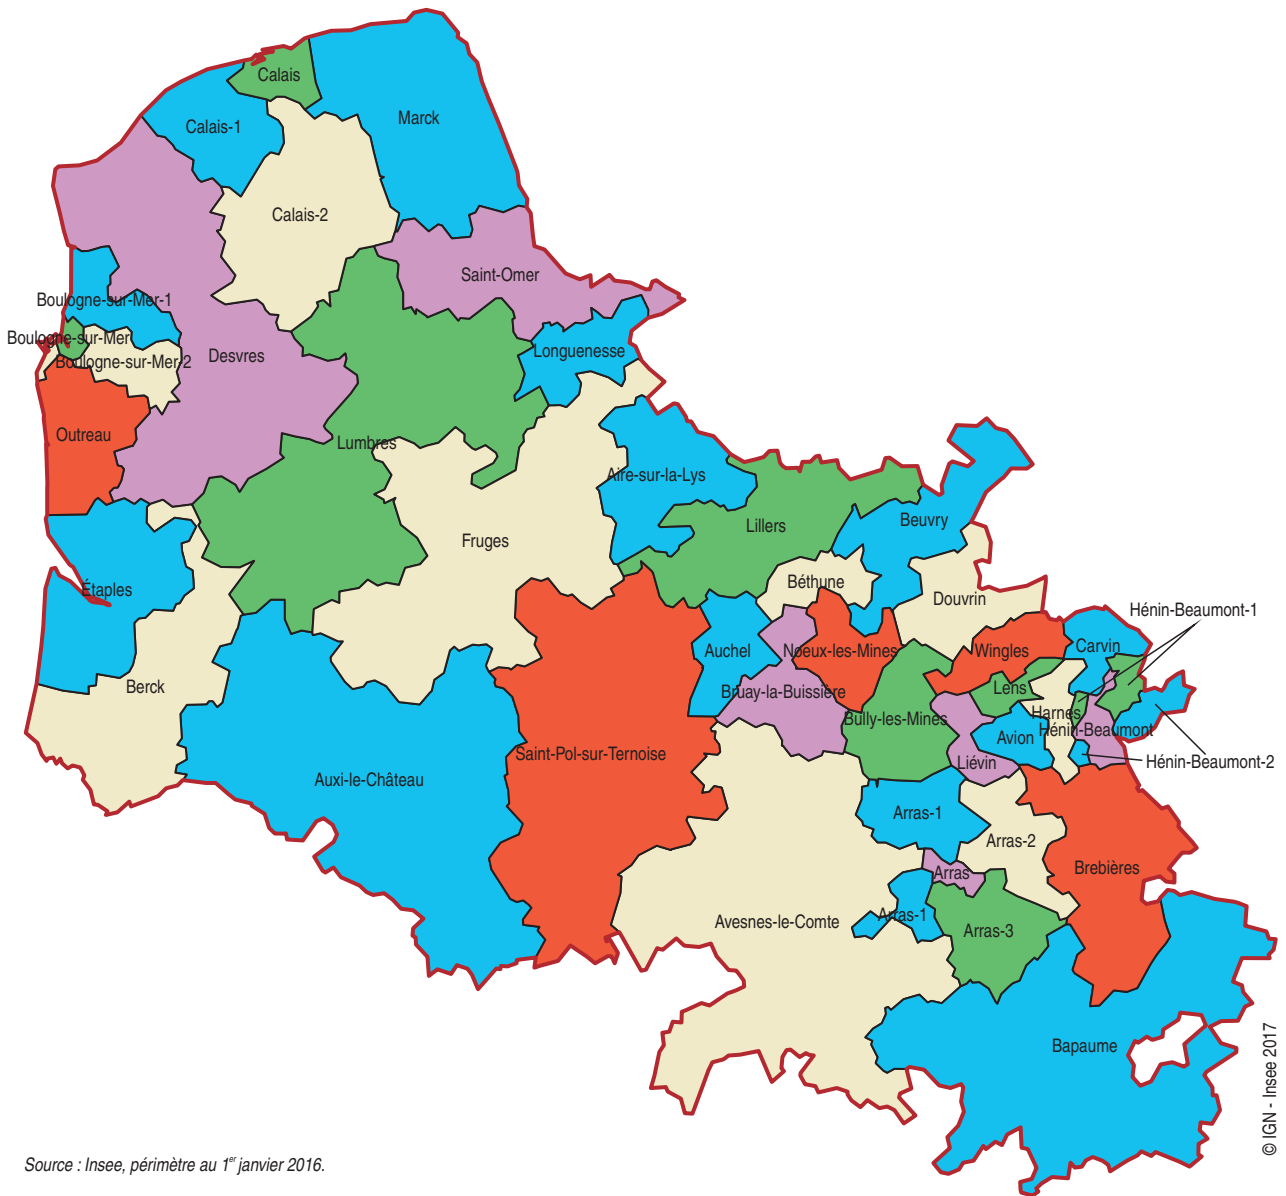 Calais
Marck
Calais-1
Calais-2
Saint-Omer
Boulogne-sur-Mer-1
Boulogne-sur-Mer
Longuenesse
Desvres
Boulogne-sur-Mer-2
Outreau
Lumbres
Aire-sur-la-Lys
Beuvry
Lillers
Fruges
Béthune
Étaples
Douvrin
Hénin-Beaumont-1
Carvin
Auchel
Noeux-les-Mines
Wingles
Berck
Lens
Bruay-la-Buissière
Harnes
Bully-les-Mines
Hénin-Beaumont
Avion
Saint-Pol-sur-Ternoise
Liévin
Hénin-Beaumont-2
Auxi-le-Château
Arras-1
Arras-2
Brebières
Arras
Arras-1
Avesnes-le-Comte
Arras-3
Bapaume
© IGN - Insee 2017
Source : Insee, périmètre au 1er janvier 2016.